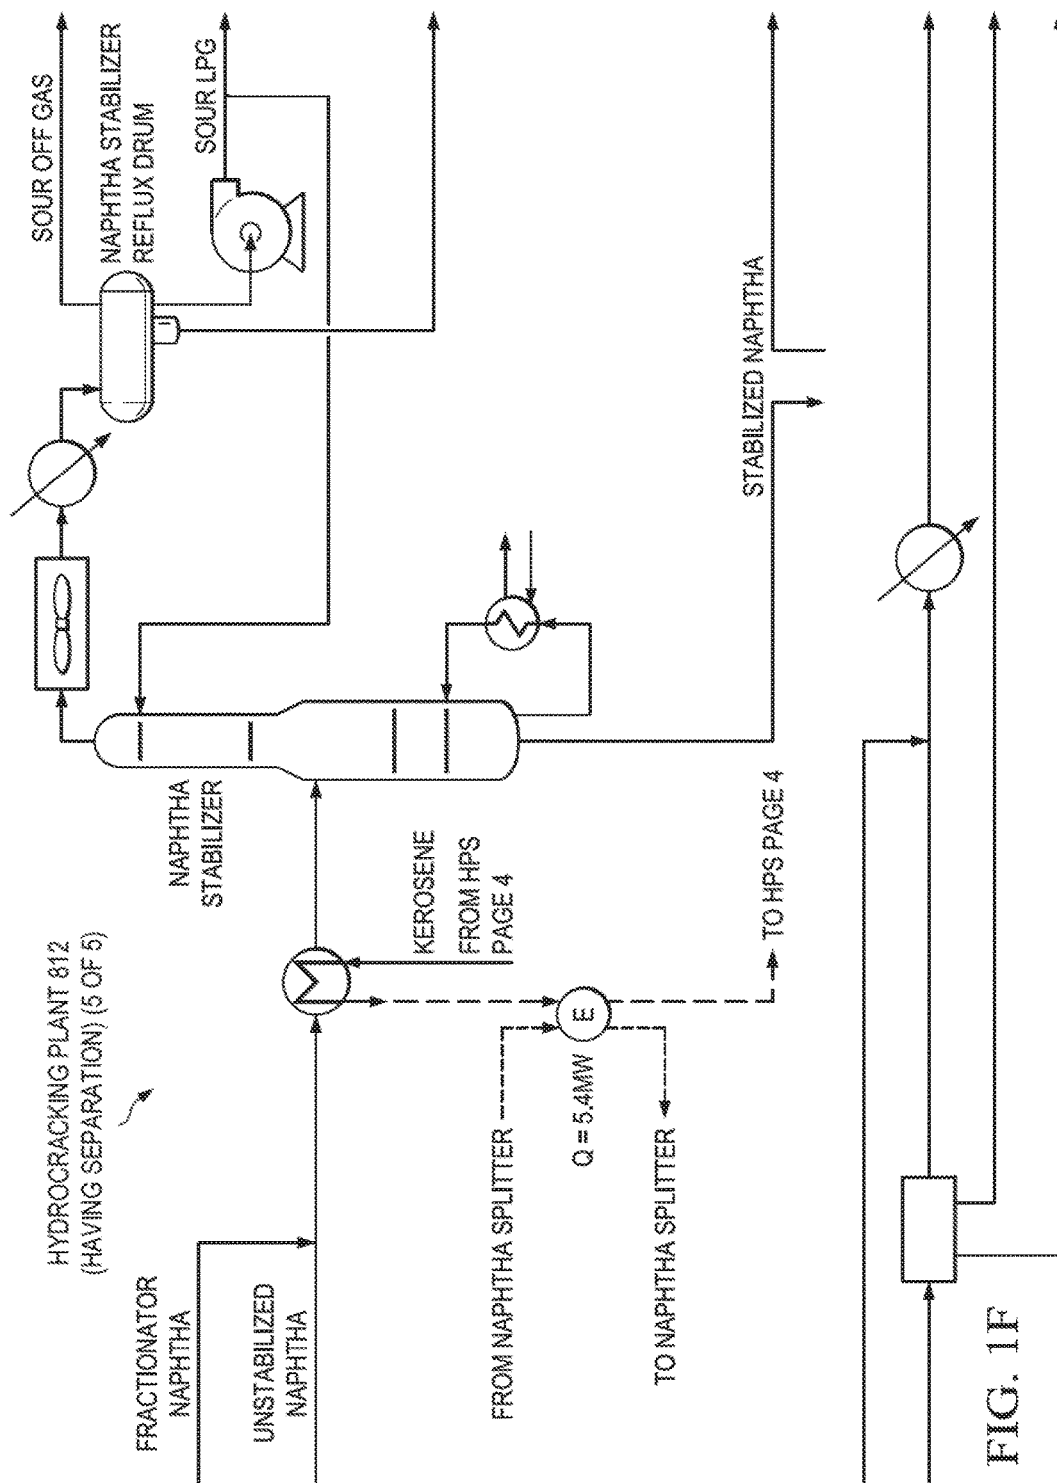 HYDROCRACKING PLANT 812
(HAVING SEPARATION) (5 OF 5)
FRACTIONATOR
NAPHTHA
UNSTABILIZED
NAPHTHA
NAPHTHA
STABILIZER
SOUR OFF GAS
NAPHTHA STABILIZER
REFLUX DRUM
SOUR LPG
KEROSENE
FROM HPS
PAGE 4
FROM NAPHTHA SPLITTER
E
Q = 5.4MW
TO NAPHTHA SPLITTER
TO HPS PAGE 4
STABILIZED NAPHTHA
FIG. 1F